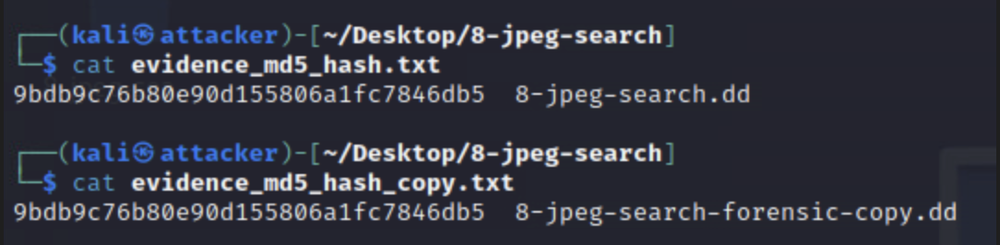 ┌──(kali㉿attacker)-[~/Desktop/8-jpeg-search]
└─$ cat evidence_md5_hash.txt
9bdb9c76b80e90d155806a1fc7846db5  8-jpeg-search.dd
┌──(kali㉿attacker)-[~/Desktop/8-jpeg-search]
└─$ cat evidence_md5_hash_copy.txt
9bdb9c76b80e90d155806a1fc7846db5  8-jpeg-search-forensic-copy.dd